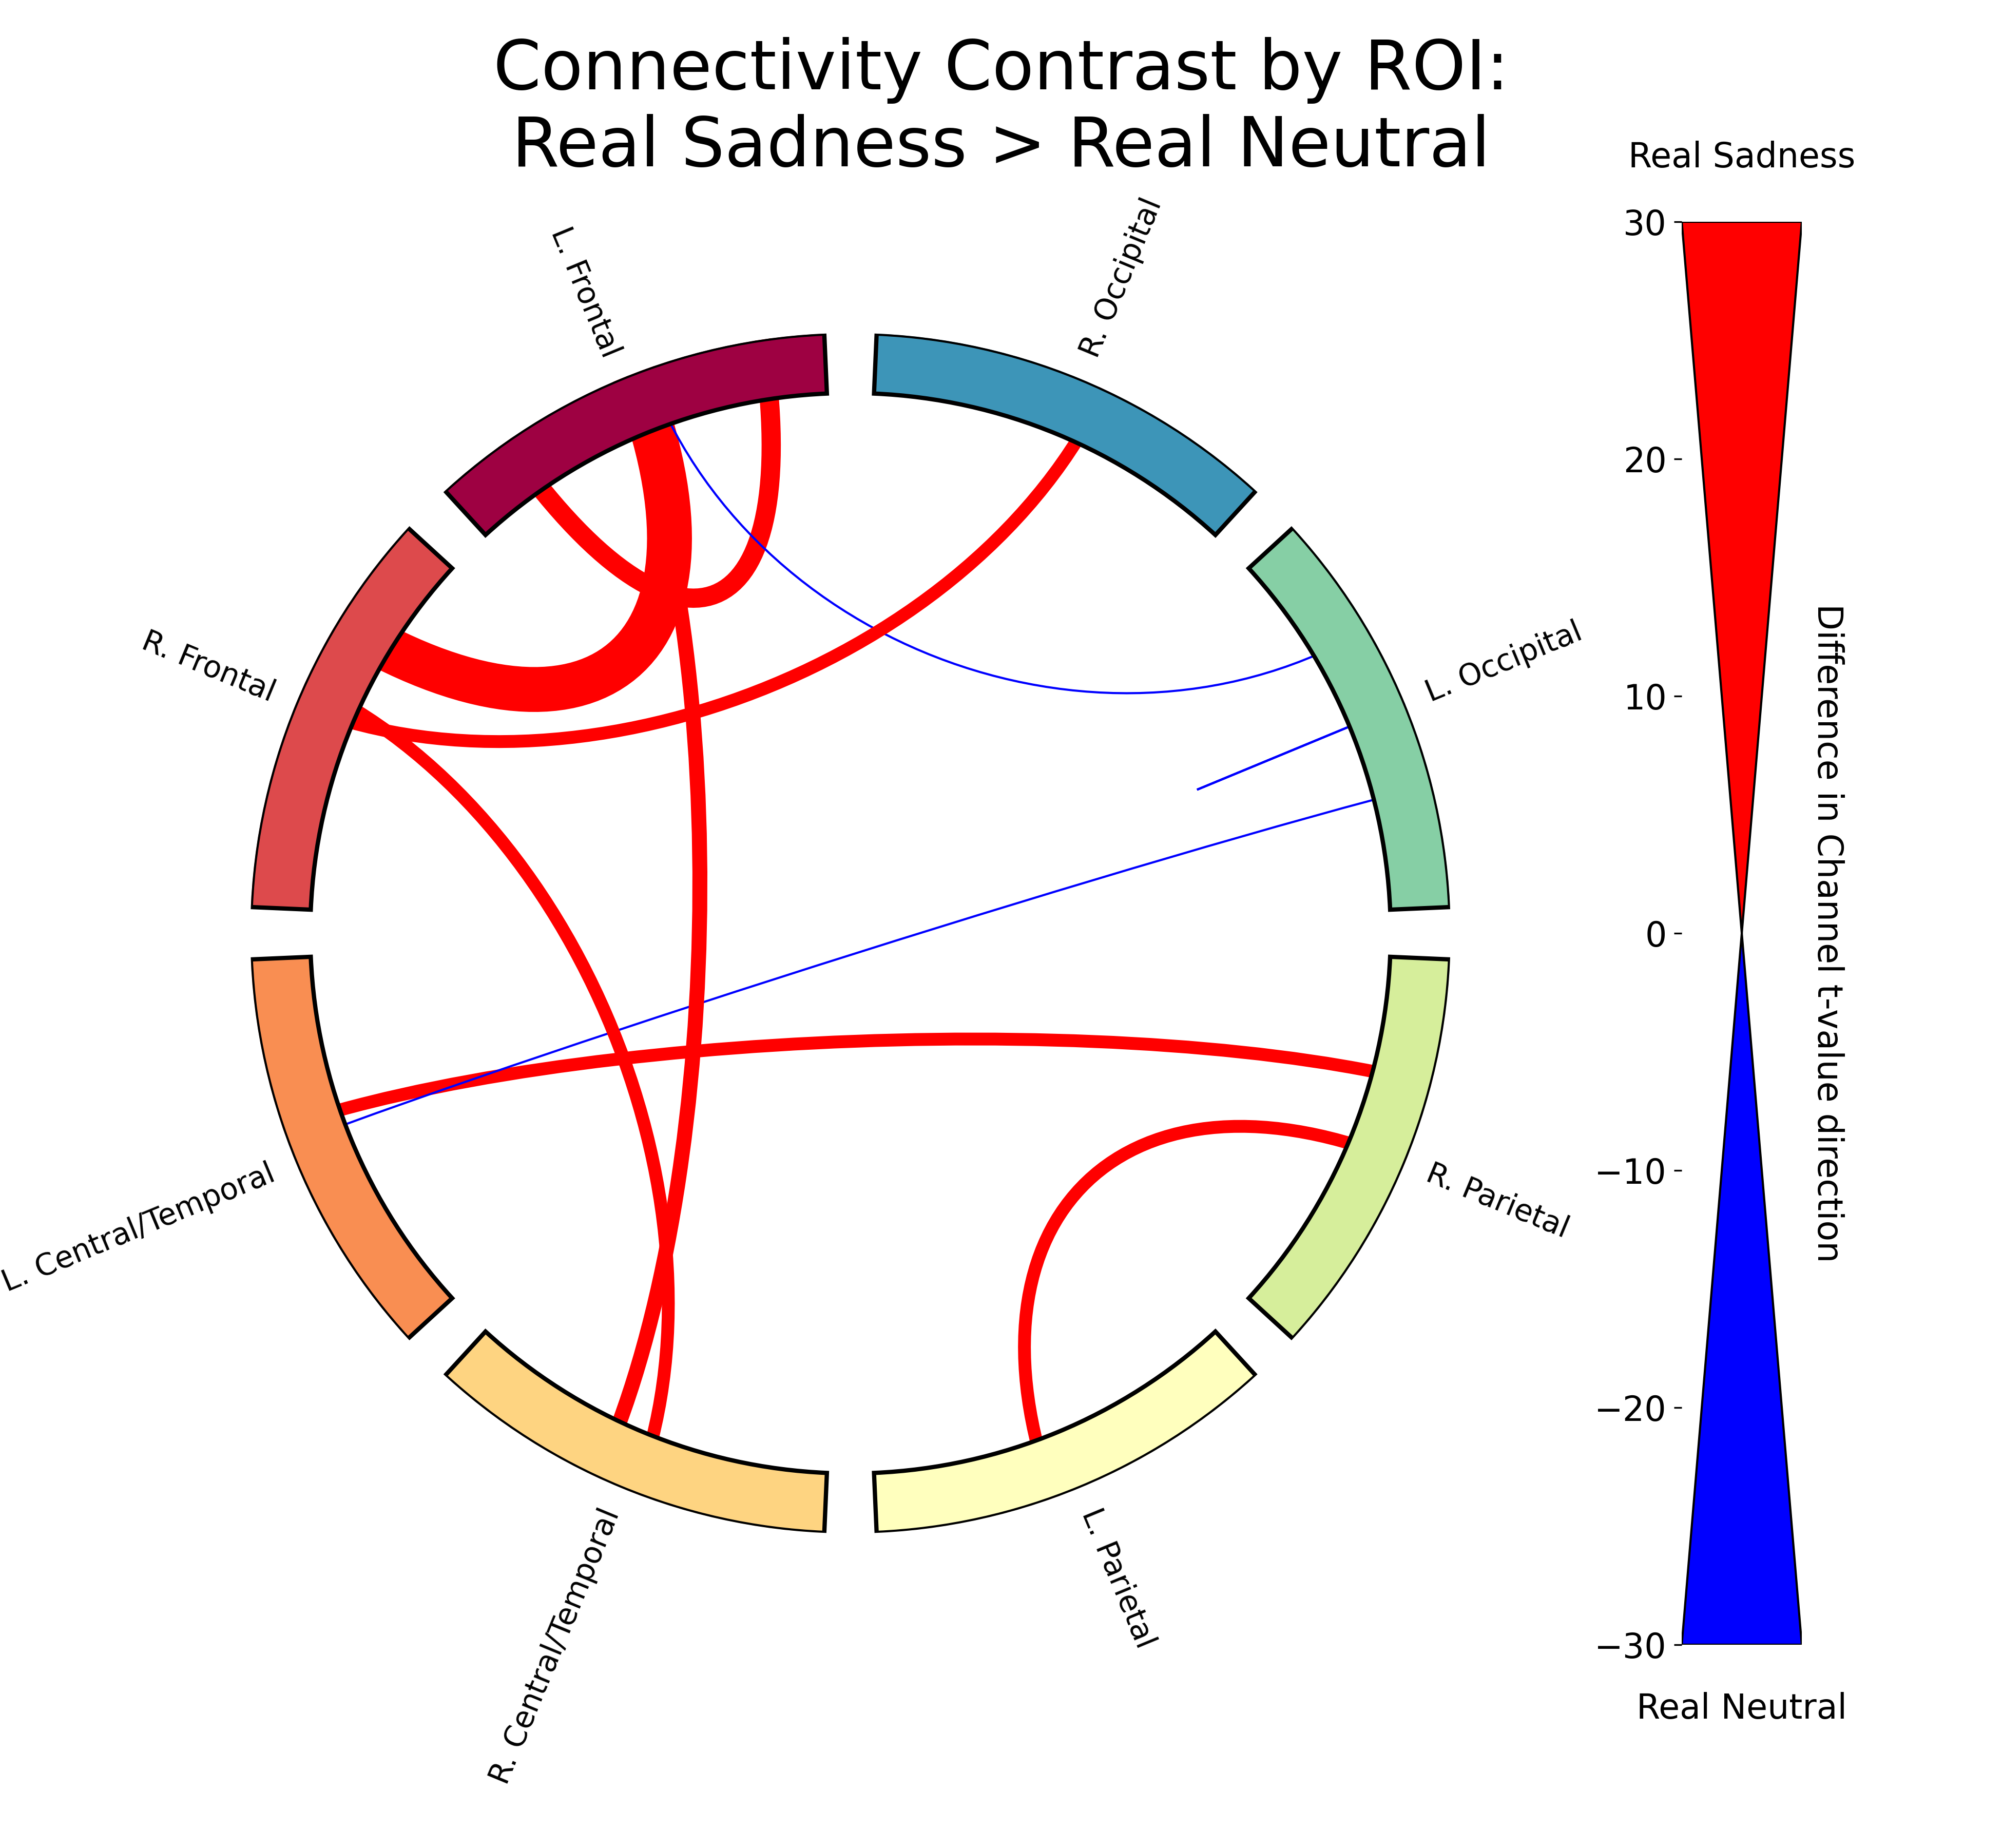 Connectivity Contrast by ROI:
Real Sadness > Real Neutral
Real Sadness
L. Frontal
R. Occipital
R. Frontal
L. Occipital
L. Central/Temporal
R. Parietal
R. Central/Temporal
L. Parietal
30
20
10
0
−10
−20
−30
Difference in Channel t-value direction
Real Neutral